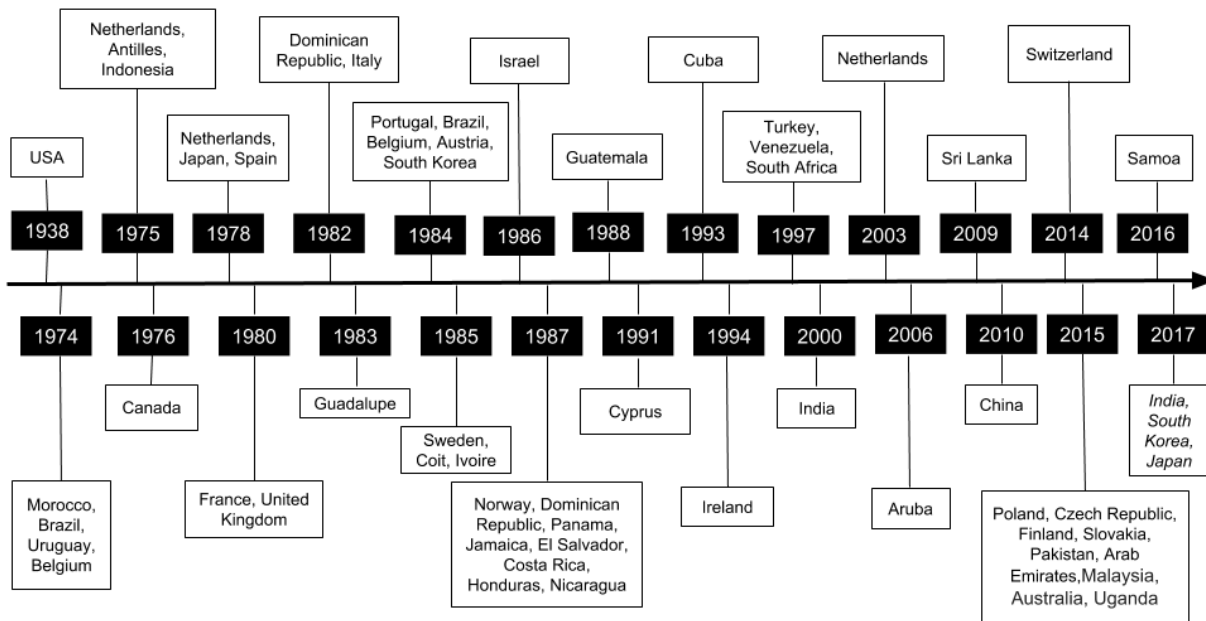 Netherlands,
Antilles,
Indonesia
Dominican
Republic, Italy
Israel
Cuba
Netherlands
Switzerland
USA
Netherlands,
Japan, Spain
Portugal, Brazil,
Belgium, Austria,
South Korea
Guatemala
Turkey,
Venezuela,
South Africa
Sri Lanka
Samoa
1938
1975
1978
1982
1984
1986
1988
1993
1997
2003
2009
2014
2016
1974
1976
1980
1983
1985
1987
1991
1994
2000
2006
2010
2015
2017
Canada
Guadalupe
Sweden,
Coit, Ivoire
Cyprus
India
China
India,
South
Korea,
Japan
Morocco,
Brazil,
Uruguay,
Belgium
France, United
Kingdom
Norway, Dominican
Republic, Panama,
Jamaica, El Salvador,
Costa Rica,
Honduras, Nicaragua
Ireland
Aruba
Poland, Czech Republic,
Finland, Slovakia,
Pakistan, Arab
Emirates,Malaysia,
Australia, Uganda